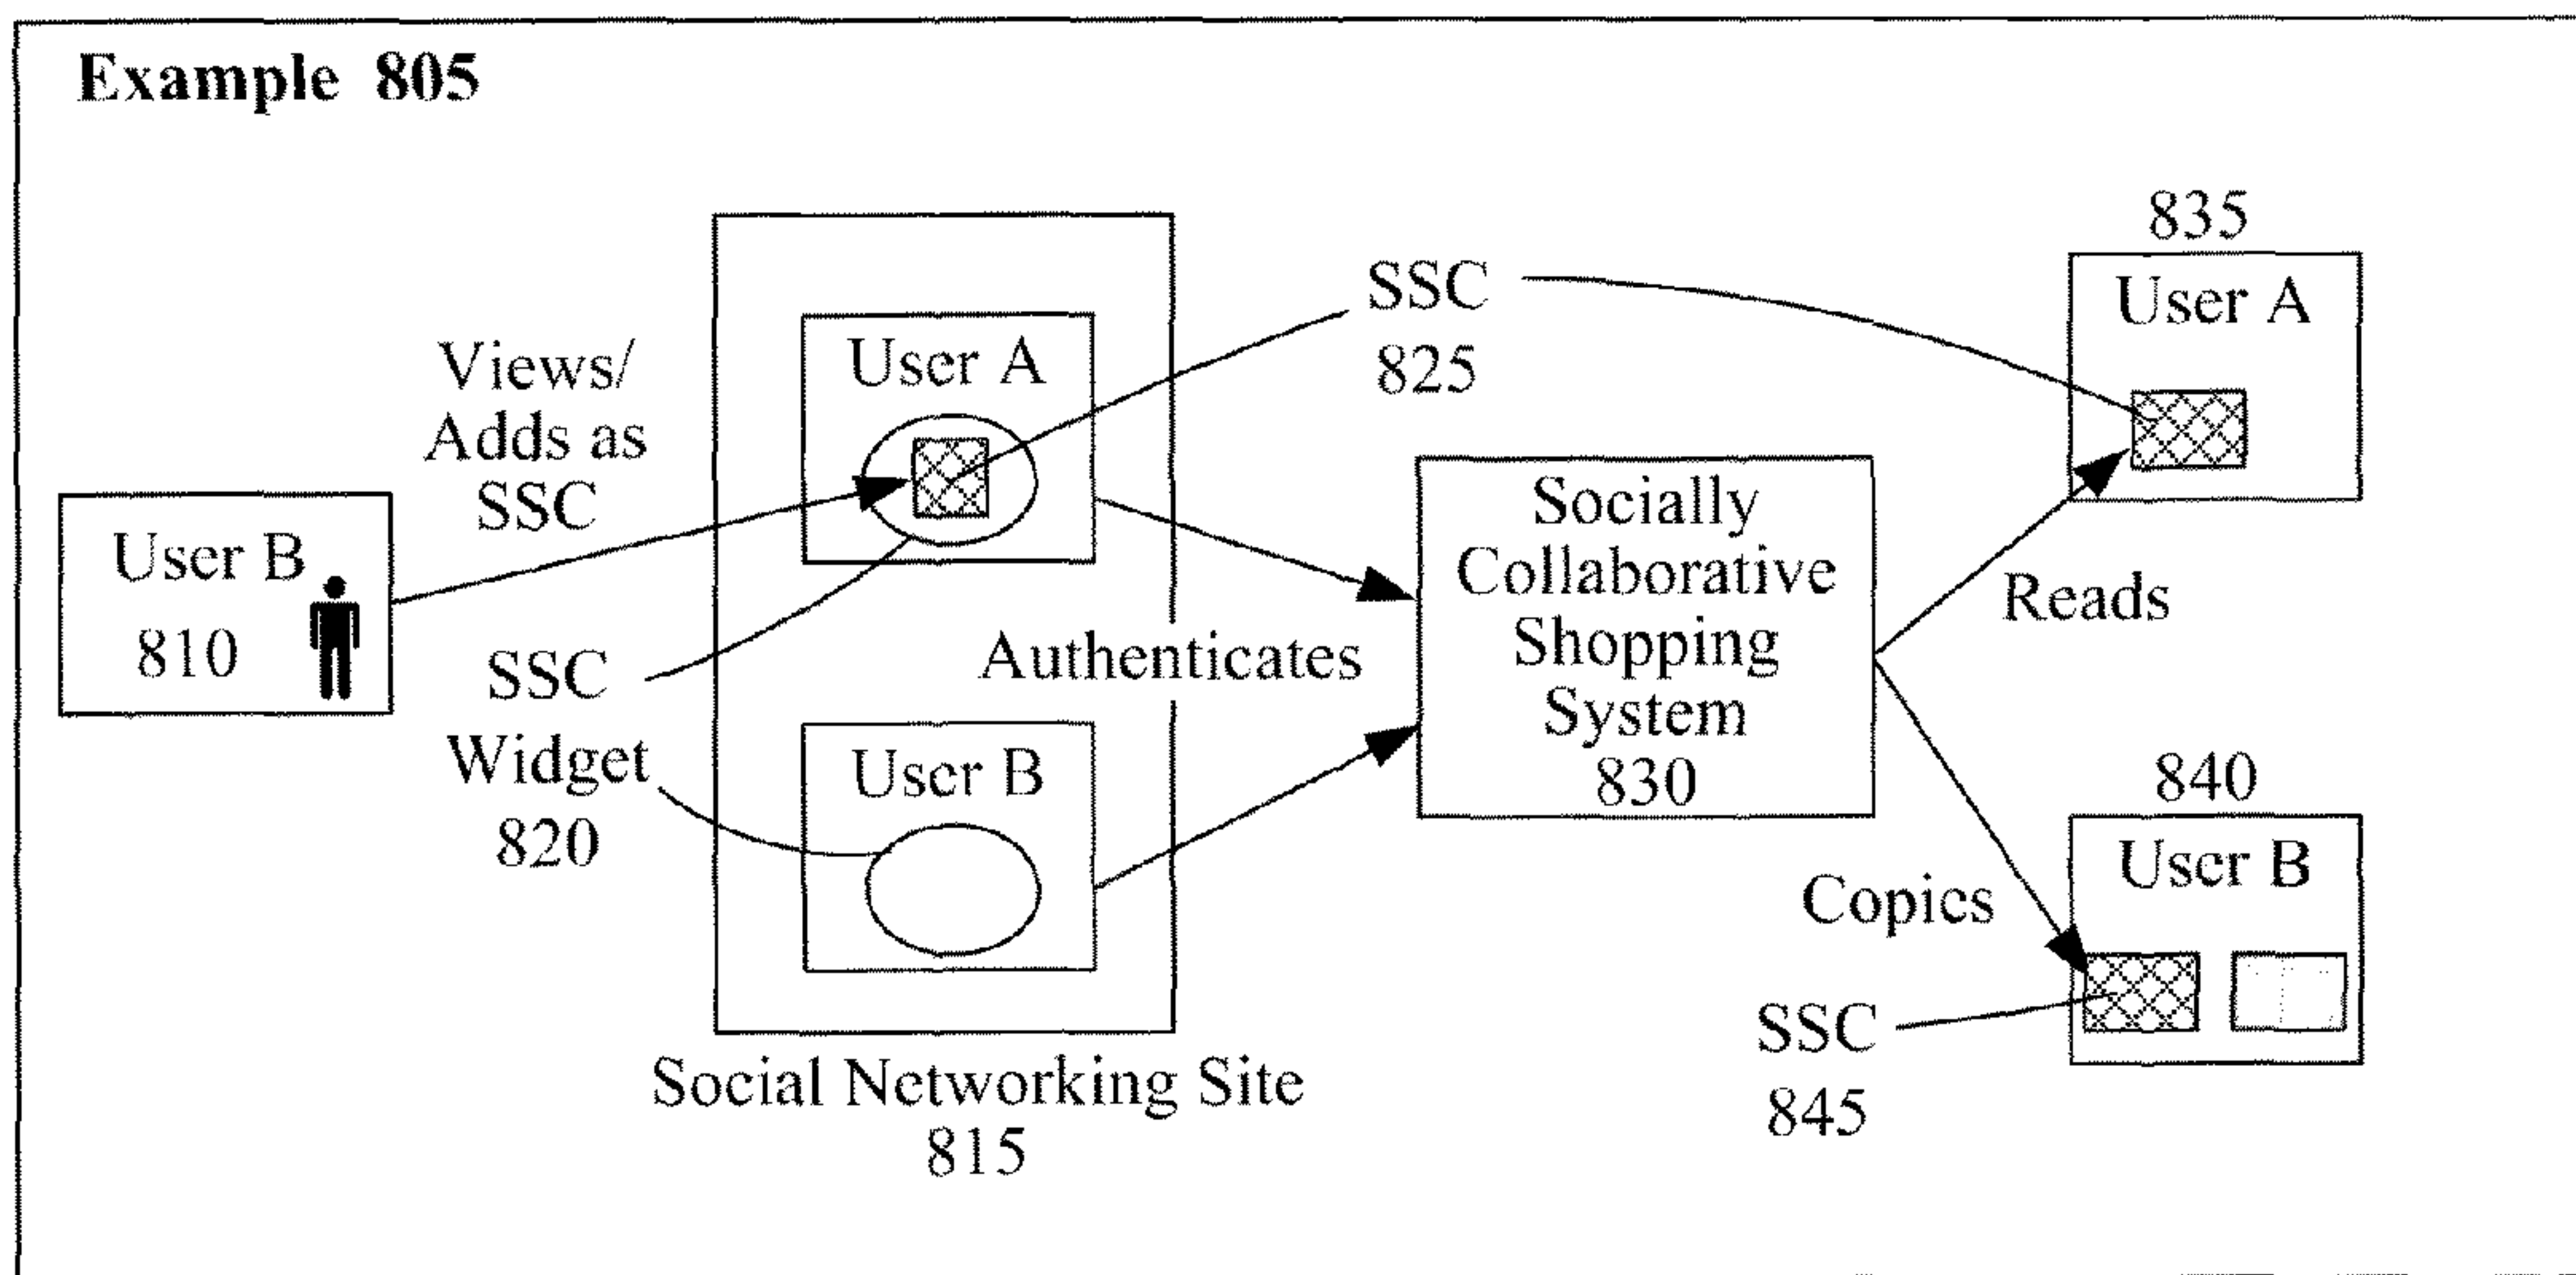 Example 805
835
User A
SSC
825
User A
Views/
Adds as
SSC
User B
810
SSC
Widget
820
Authenticates
User B
Socially
Collaborative
Shopping
System
830
Reads
840
User B
Copies
SSC
845
Social Networking Site
815